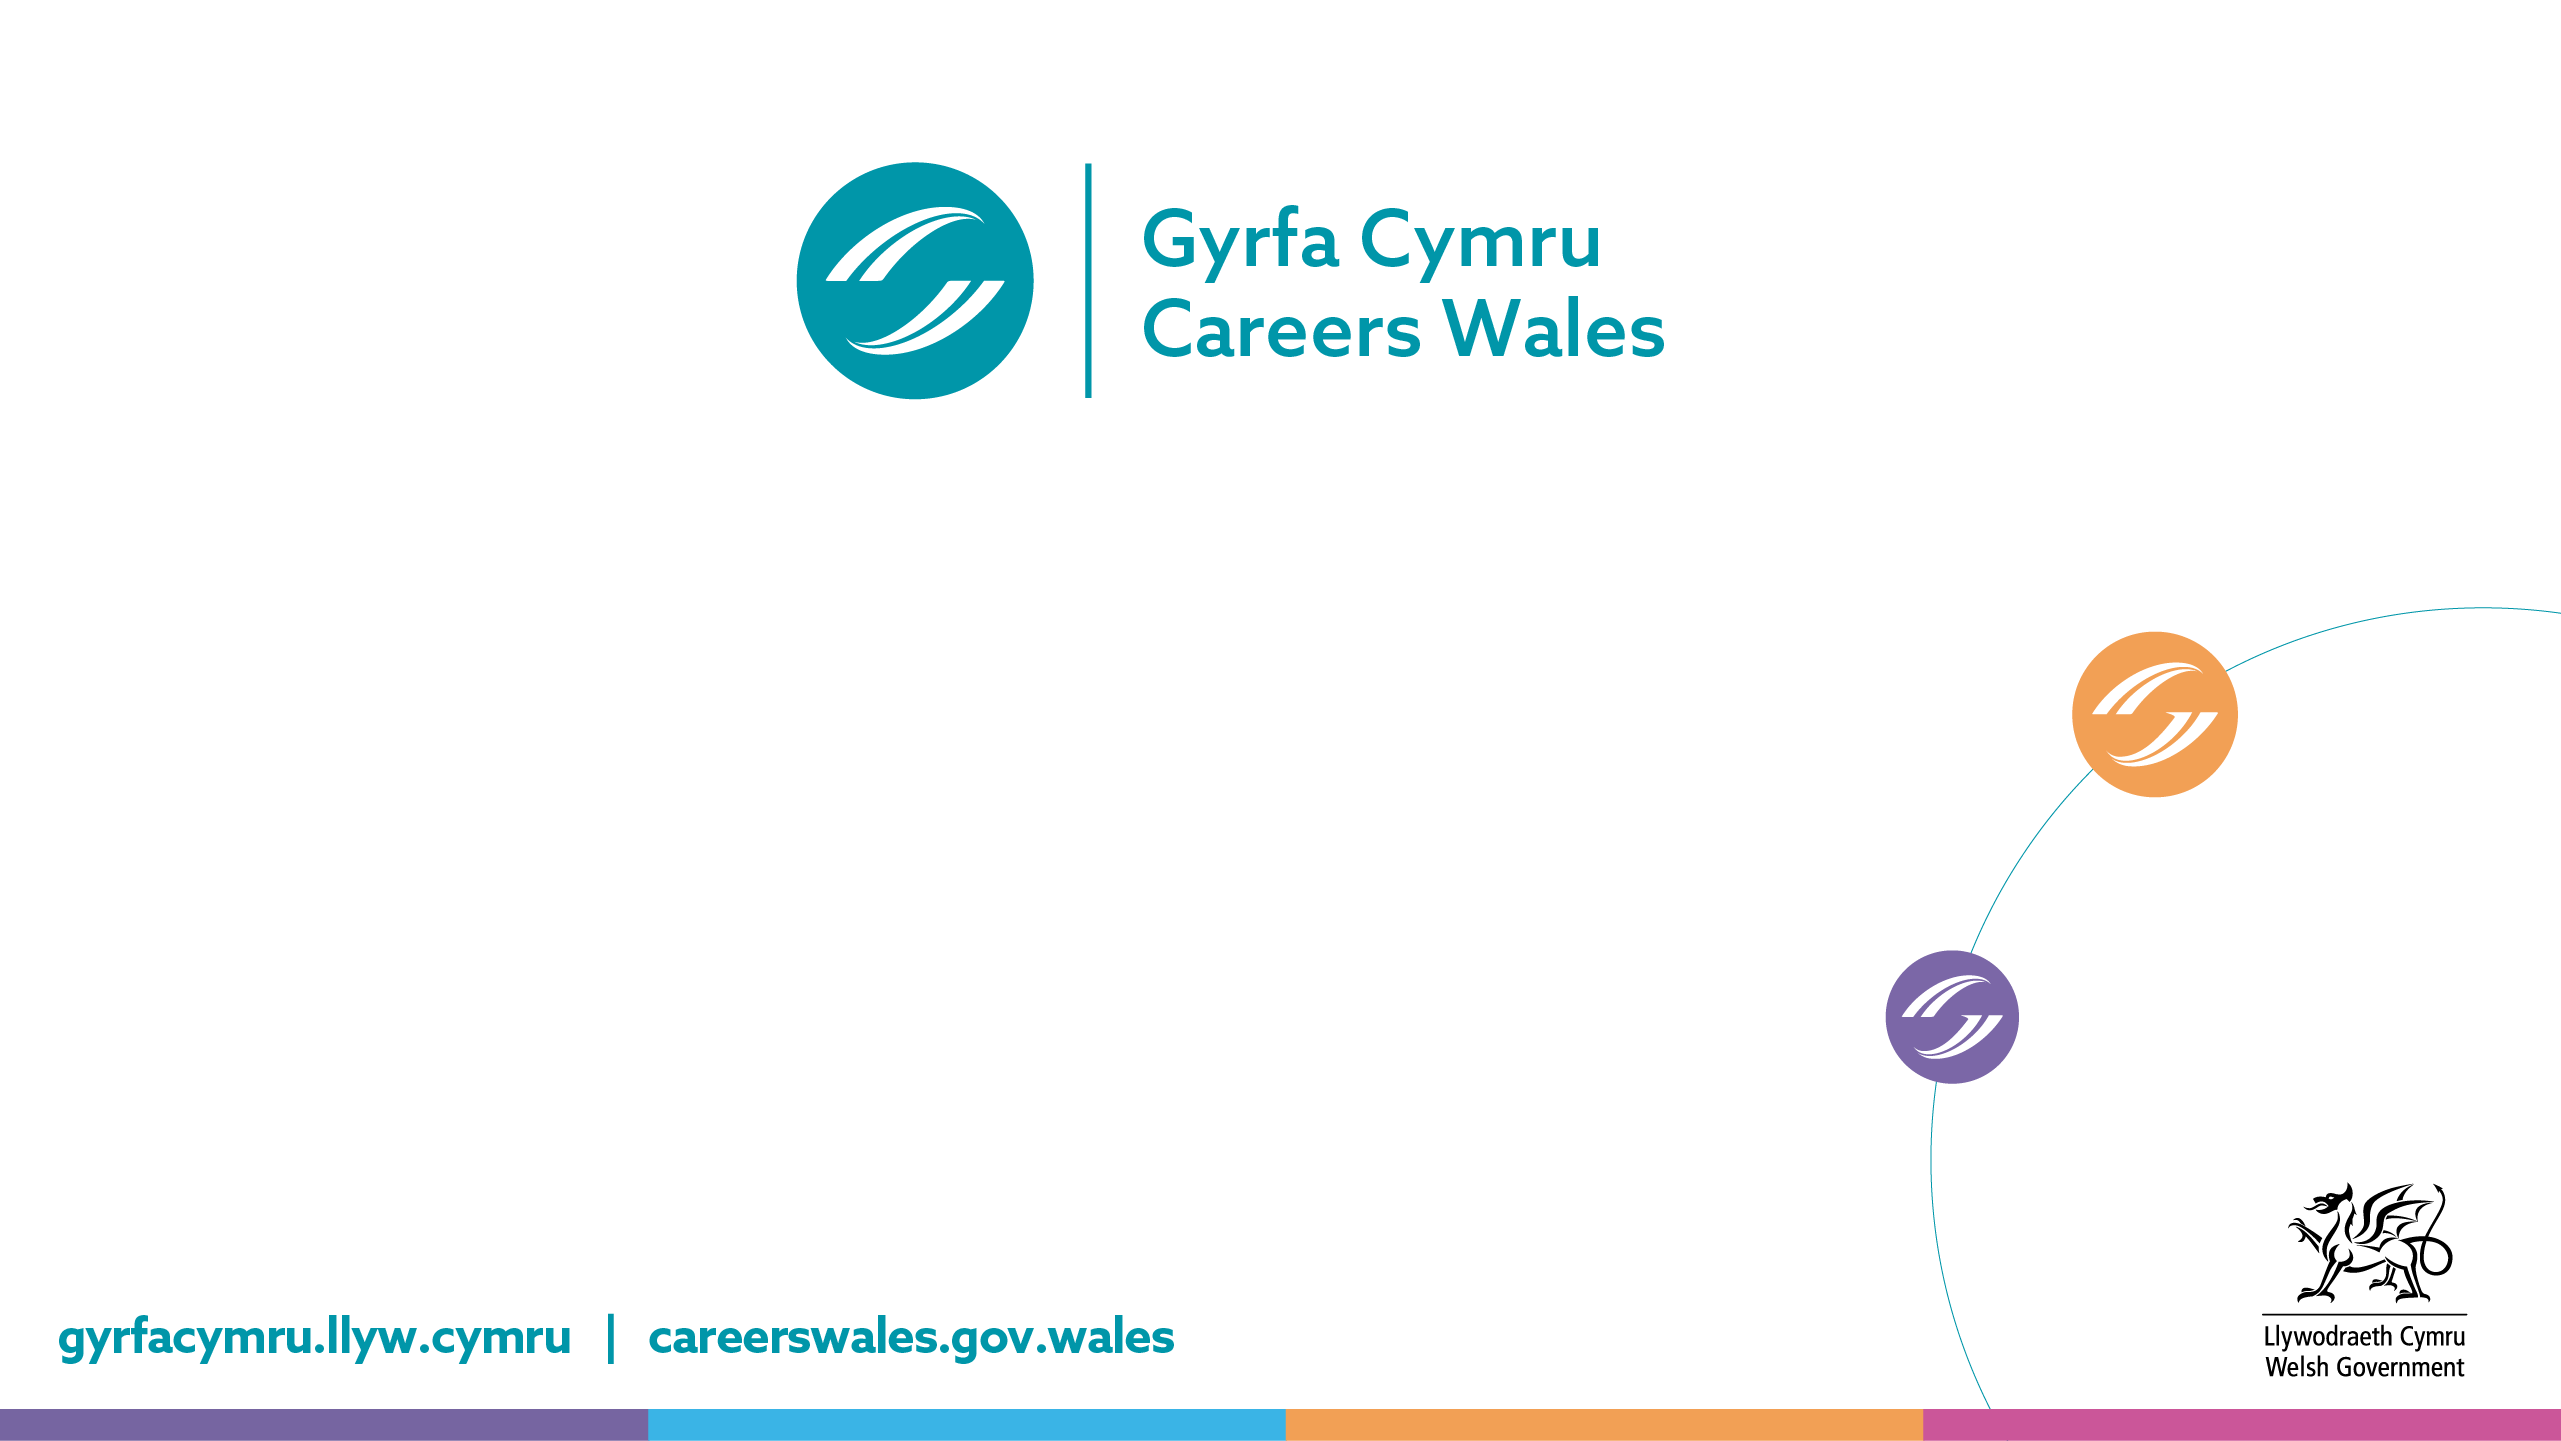 Gyrfa Cymru
Careers Wales
gyrfacymru.llyw.cymru | careerswales.gov.wales
Llywodraeth Cymru
Welsh Government